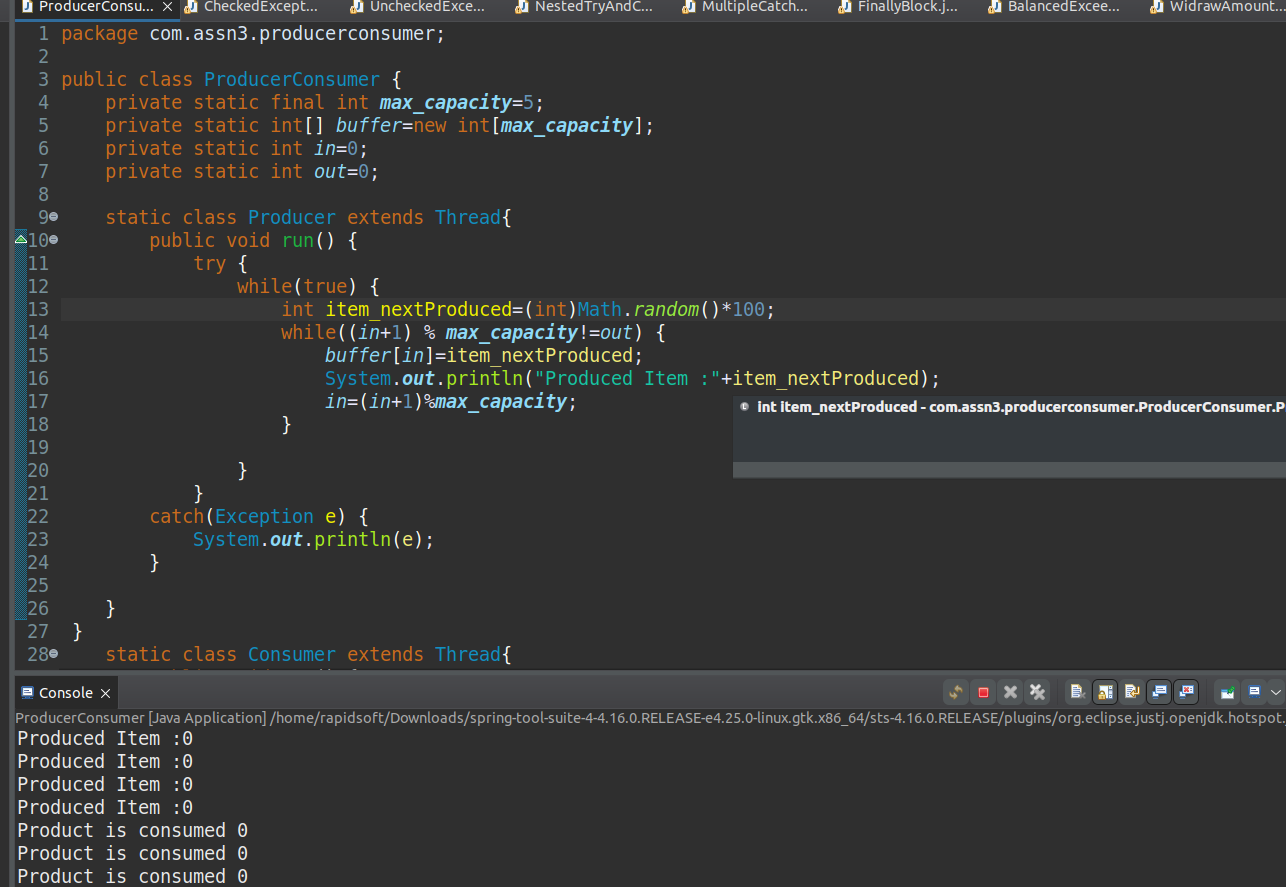 ProducerConsu... CheckedExcept... UncheckedExce... NestedTryAndC... MultipleCatch... FinallyBlock.j... BalancedExcee... WidrawAmount...
1 package com.assn3.producerconsumer;
2
3 public class ProducerConsumer {
4 private static final int max_capacity=5;
5 private static int[] buffer=new int[max_capacity];
6 private static int in=0;
7 private static int out=0;
8
9 static class Producer extends Thread{
10 public void run() {
11 try {
12 while(true) {
13 int item_nextProduced=(int)Math.random()*100;
14 while((in+1) % max_capacity!=out) {
15 buffer[in]=item_nextProduced;
16 System.out.println("Produced Item :"+item_nextProduced);
17 in=(in+1)%max_capacity;
int item_nextProduced - com.assn3.producerconsumer.ProducerConsumer.P
18 }
19
20 }
21 }
22 catch(Exception e) {
23 System.out.println(e);
24 }
25
26 }
27 }
28 static class Consumer extends Thread{
Console
ProducerConsumer [Java Application] /home/rapidsoft/Downloads/spring-tool-suite-4-4.16.0.RELEASE-e4.25.0-linux.gtk.x86_64/sts-4.16.0.RELEASE/plugins/org.eclipse.justj.openjdk.hotspot.
Produced Item :0
Produced Item :0
Produced Item :0
Produced Item :0
Product is consumed 0
Product is consumed 0
Product is consumed 0